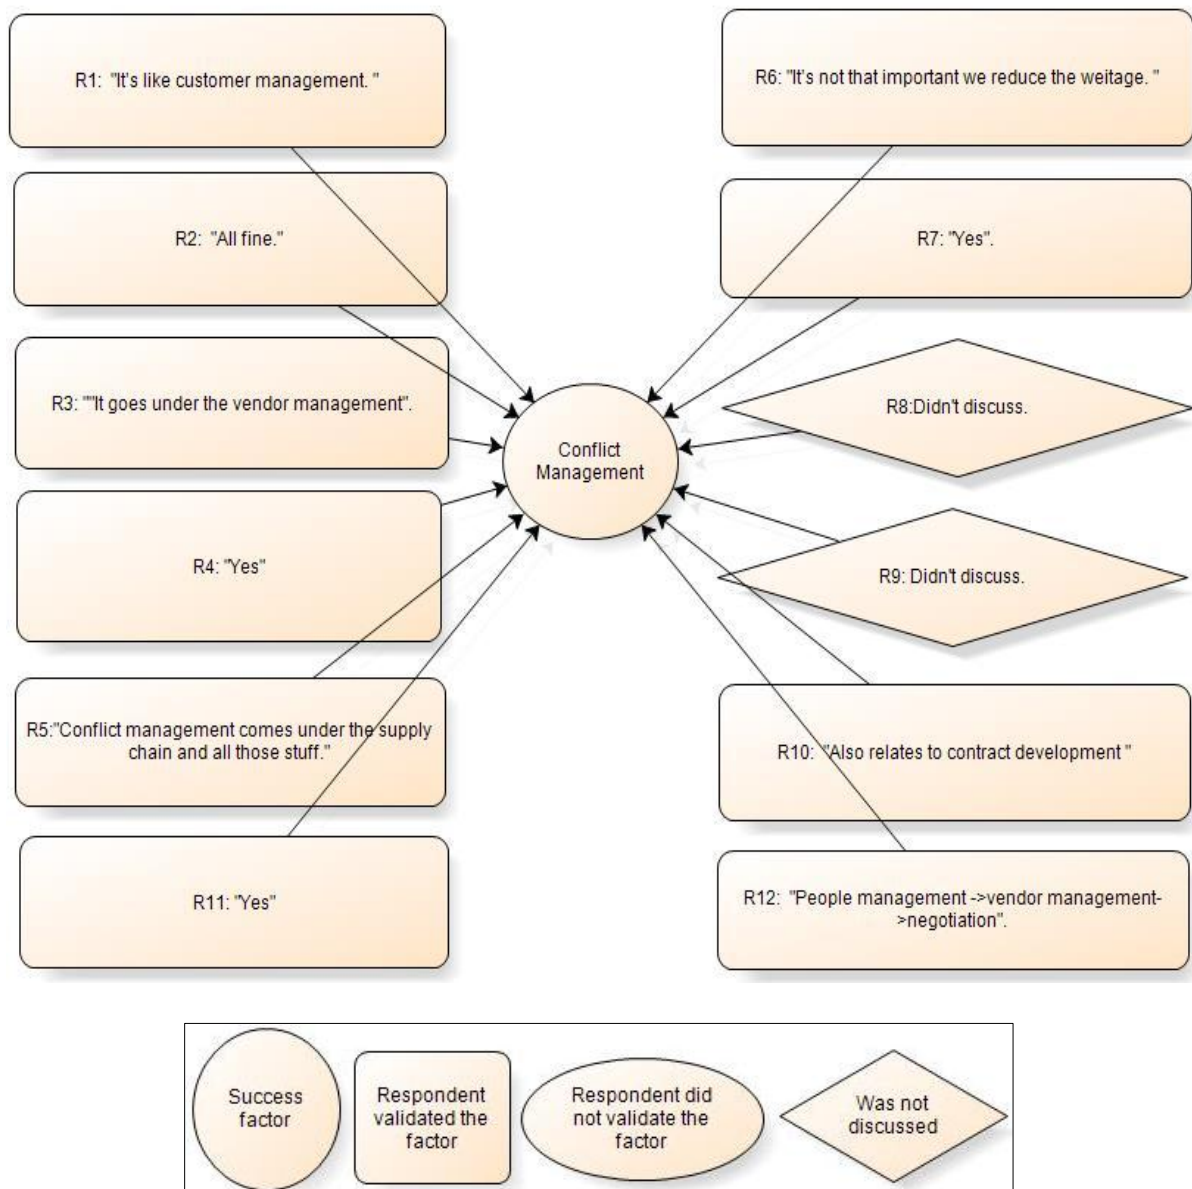 R1: "It's like customer management. "
R2: "All fine."
R3: ""It goes under the vendor management".
R4: "Yes"
R5:"Conflict management comes under the supply
chain and all those stuff."
R11: "Yes"
Conflict
Management
R6: "It's not that important we reduce the weitage. "
R7: "Yes".
R8:Didn't discuss.
R9: Didn't discuss.
R10: "Also relates to contract development "
R12: "People management ->vendor management-
>negotiation".
Success
factor
Respondent
validated the
factor
Respondent did
not validate the
factor
Was not
discussed